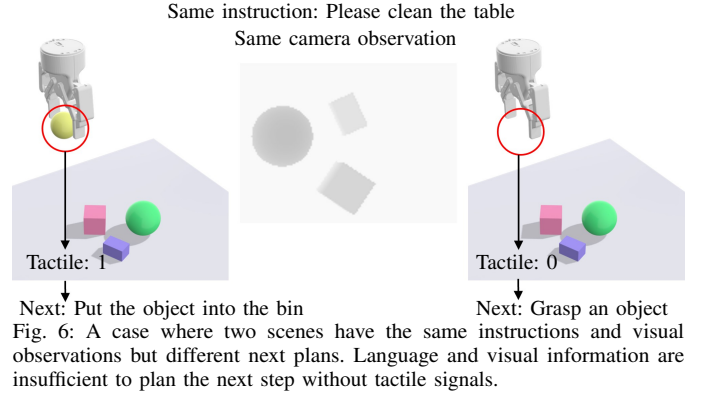 Same instruction: Please clean the table
Same camera observation
Tactile: 1
Tactile: 0
Next: Put the object into the bin
Next: Grasp an object
Fig. 6: A case where two scenes have the same instructions and visual
observations but different next plans. Language and visual information are
insufficient to plan the next step without tactile signals.